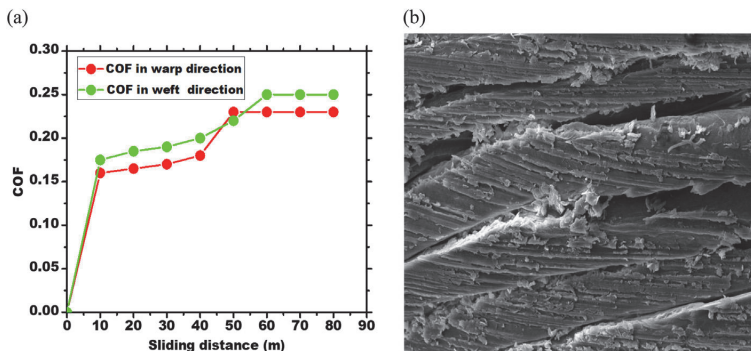 (a)
(b)
0.30
0.25
0.20
0.15
0.10
0.05
0.00
COF
COF in warp direction
COF in weft direction
0 10 20 30 40 50 60 70 80 90
Sliding distance (m)